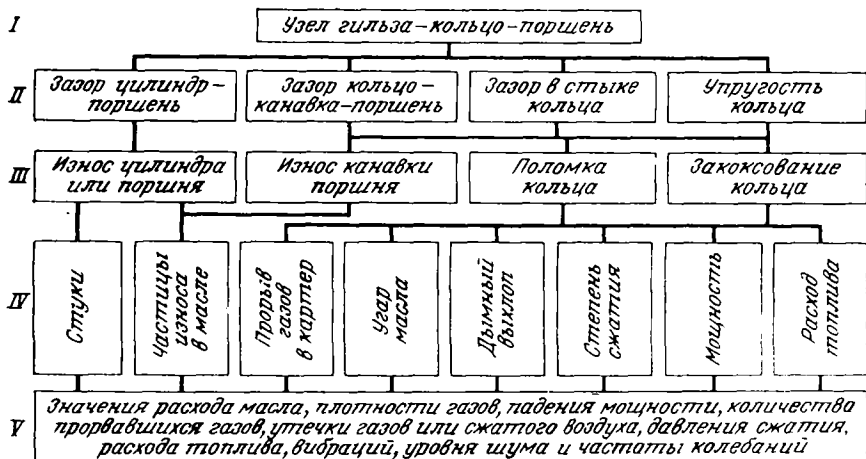 I
Узел гильза-кольцо-поршень
II
Зазор цилиндр-
поршень
Зазор кольцо-
канавка-поршень
Зазор в стыке
кольца
Упругость
кольца
III
Износ цилиндра
или поршня
Износ канавки
поршня
Поломка
кольца
Закоксование
кольца
IV
Стуки
Частицы
износа
в масле
Прорыв
газов
в картер
Угар
масла
Дымный
выхлоп
Степень
сжатия
Мощность
Расход
топлива
V
Значения расхода масла, плотности газов, падения мощности, количества
прорвавшихся газов, утечки газов или сжатого воздуха, давления сжатия,
расхода топлива, вибраций, уровня шума и частоты колебаний